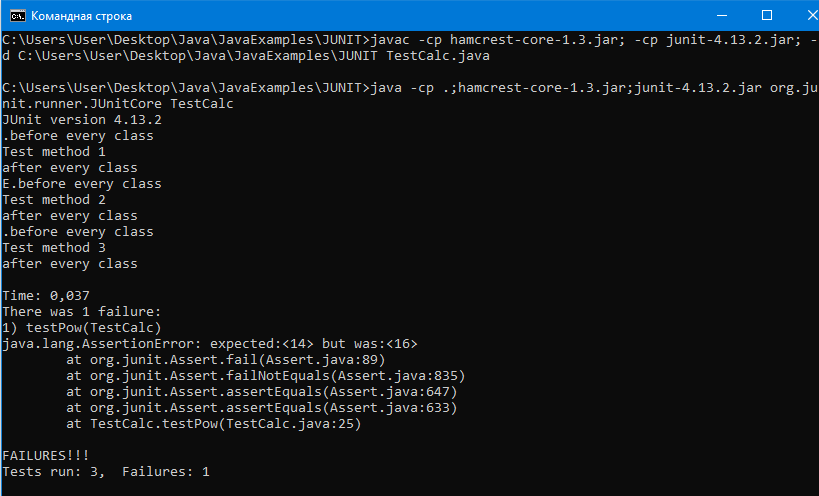 Командная строка
C:\Users\User\Desktop\Java\JavaExamples\JUNIT>javac -cp hamcrest-core-1.3.jar; -cp junit-4.13.2.jar; -
d C:\Users\User\Desktop\Java\JavaExamples\JUNIT TestCalc.java
C:\Users\User\Desktop\Java\JavaExamples\JUNIT>java -cp .;hamcrest-core-1.3.jar;junit-4.13.2.jar org.ju
nit.runner.JUnitCore TestCalc
JUnit version 4.13.2
.before every class
Test method 1
after every class
E.before every class
Test method 2
after every class
.before every class
Test method 3
after every class
Time: 0,037
There was 1 failure:
1) testPow(TestCalc)
java.lang.AssertionError: expected:<14> but was:<16>
        at org.junit.Assert.fail(Assert.java:89)
        at org.junit.Assert.failNotEquals(Assert.java:835)
        at org.junit.Assert.assertEquals(Assert.java:647)
        at org.junit.Assert.assertEquals(Assert.java:633)
        at TestCalc.testPow(TestCalc.java:25)
FAILURES!!!
Tests run: 3,  Failures: 1